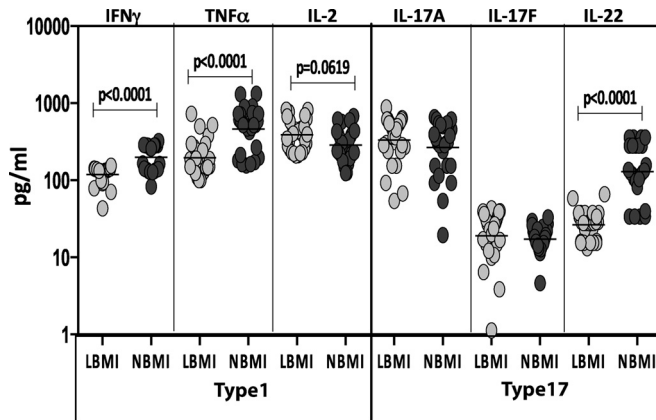 IFNγ TNFα IL-2 IL-17A IL-17F IL-22
10000
1000
100
10
1
pg/ml
p<0.0001
p<0.0001
p=0.0619
p<0.0001
LBMI NBMI LBMI NBMI LBMI NBMI LBMI NBMI LBMI NBMI LBMI NBMI
Type1 Type17